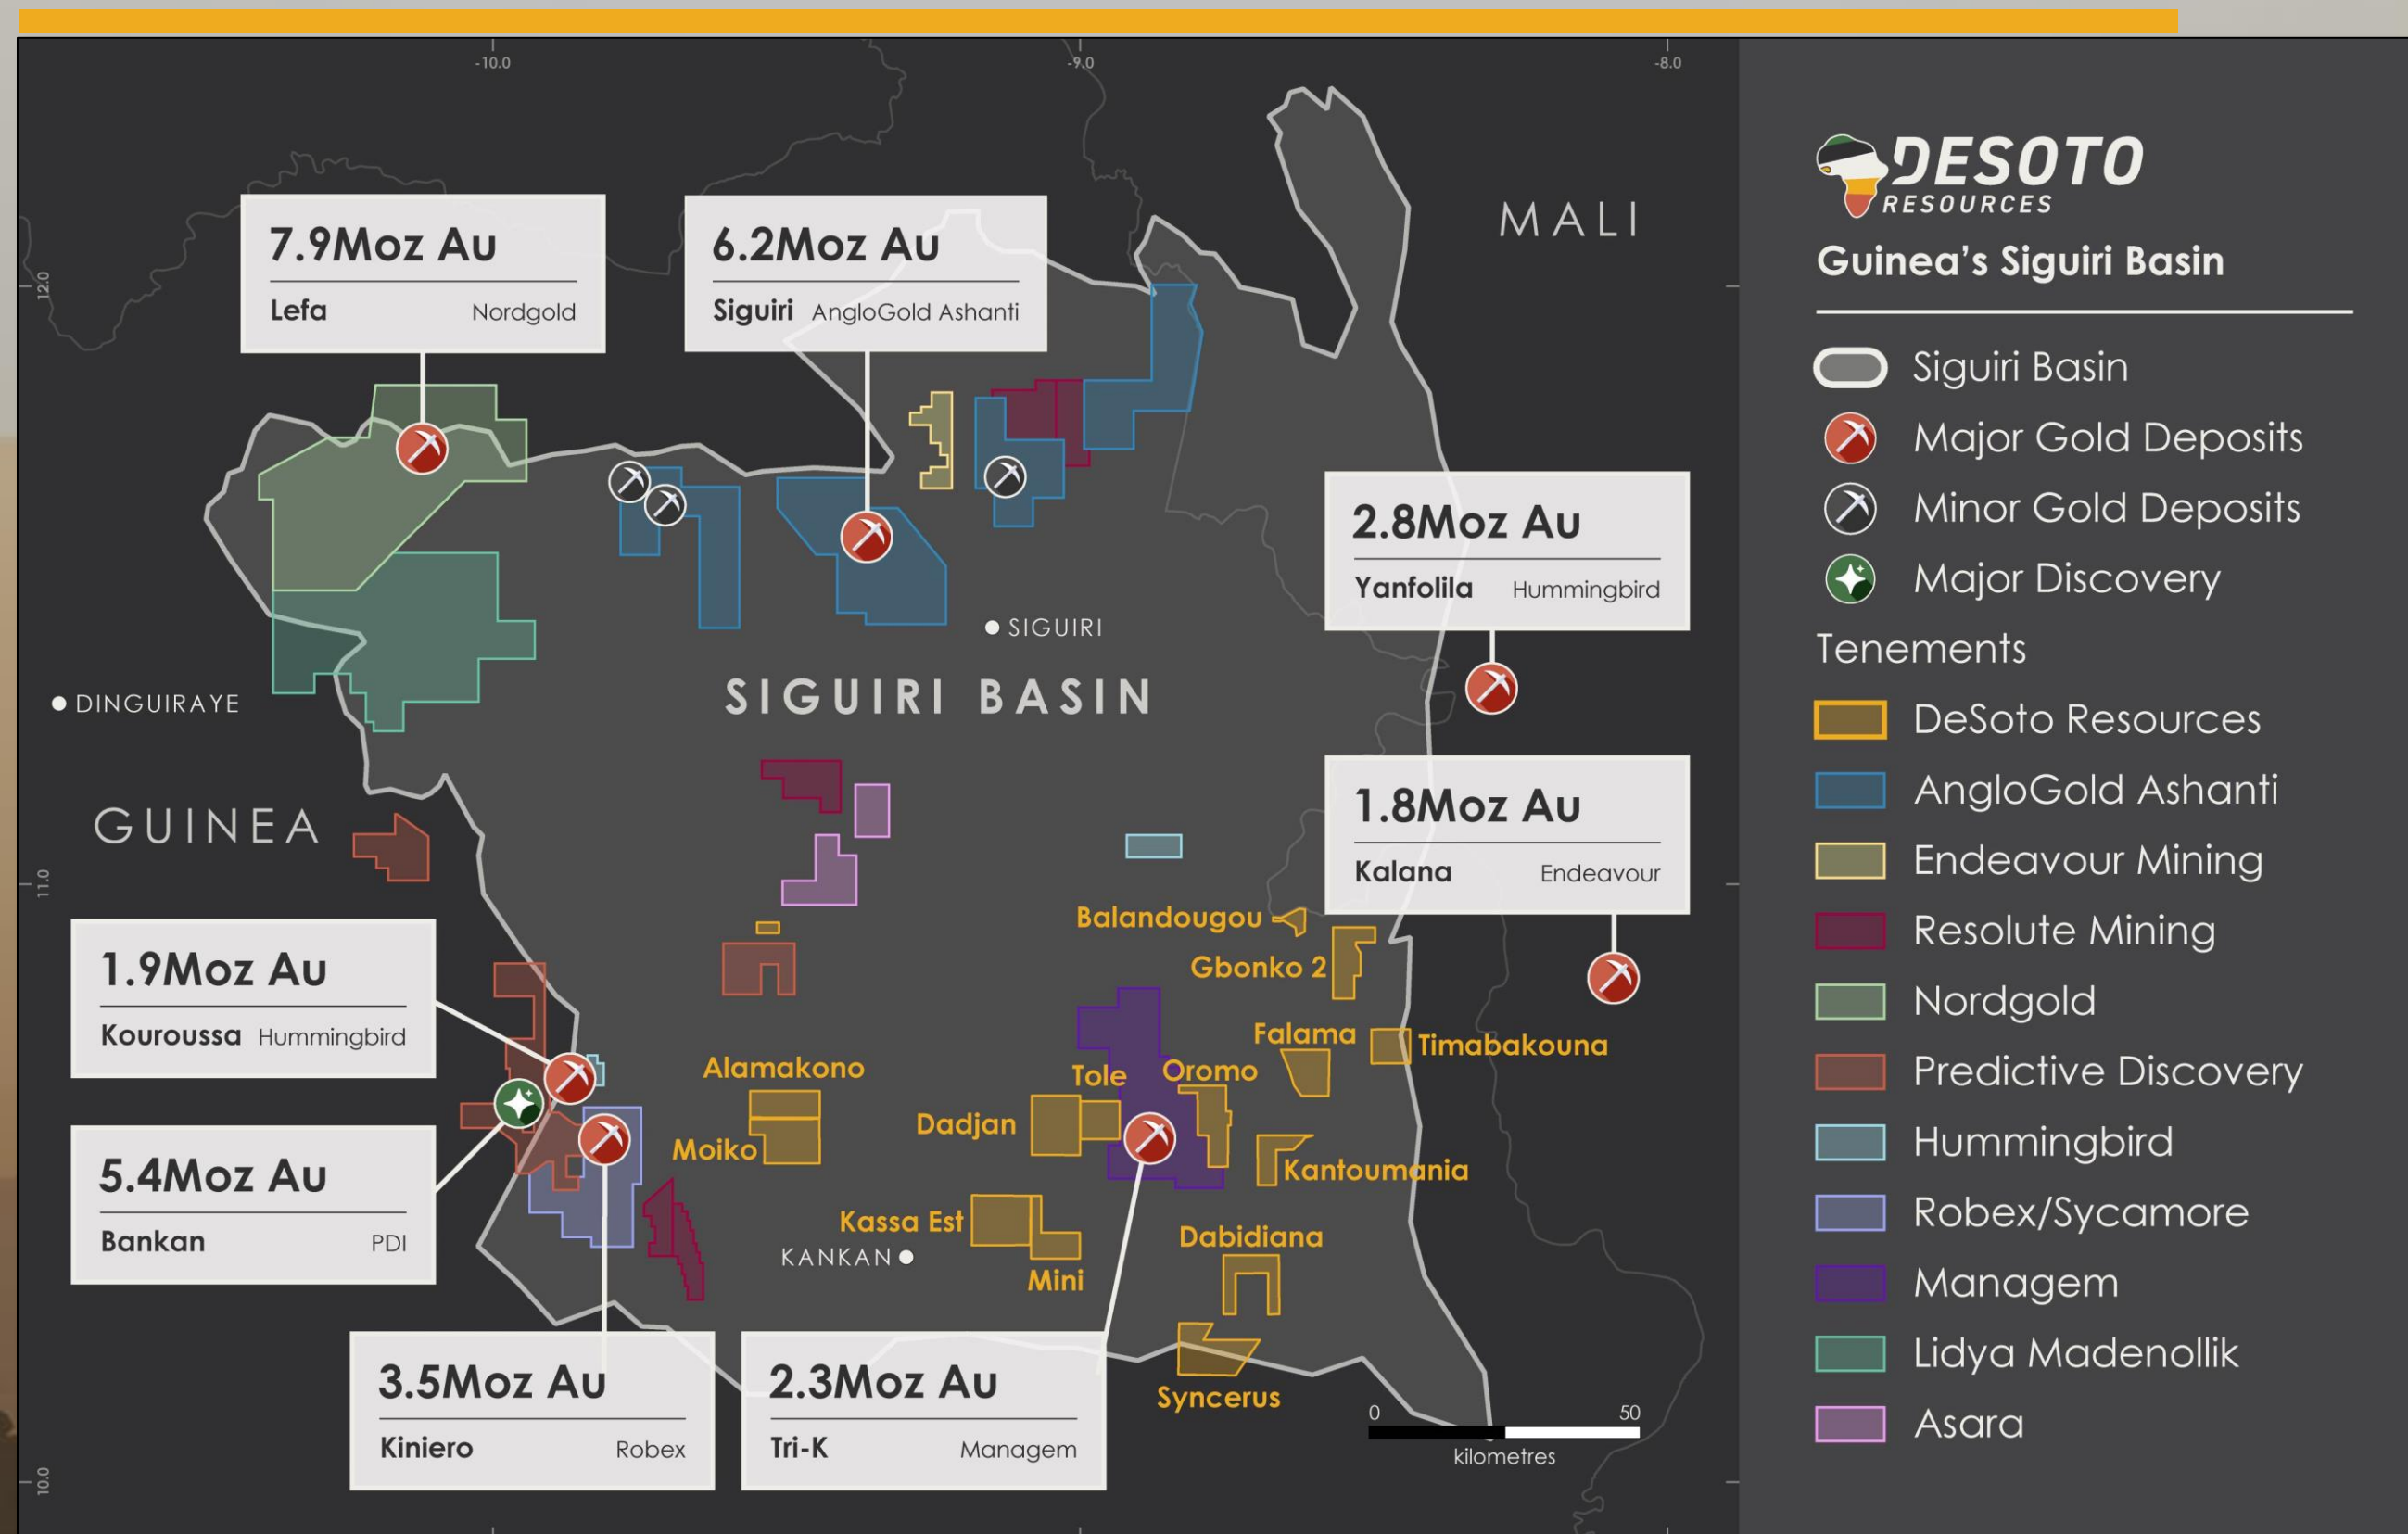 -10.0
-9.0
-8.0
12.0
11.0
10.0
MALI
7.9Moz Au
Lefa Nordgold
6.2Moz Au
Siguiri AngloGold Ashanti
2.8Moz Au
Yanfolila Hummingbird
SIGUIRI
SIGUIRI BASIN
DINGUIRAYE
GUINEA
1.8Moz Au
Kalana Endeavour
Balandougou
Gbonko 2
1.9Moz Au
Kouroussa Hummingbird
Falama
Timabakouna
Alamakono
Tole
Oromo
Dadjan
Moiko
5.4Moz Au
Bankan PDI
Kantoumania
Kassa Est
KANKAN
Mini
Dabidiana
3.5Moz Au
Kiniero Robex
2.3Moz Au
Tri-K Managem
Syncerus
0 50
kilometres
DESOTO
RESOURCES
Guinea's Siguiri Basin
Siguiri Basin
Major Gold Deposits
Minor Gold Deposits
Major Discovery
Tenements
DeSoto Resources
AngloGold Ashanti
Endeavour Mining
Resolute Mining
Nordgold
Predictive Discovery
Hummingbird
Robex/Sycamore
Managem
Lidya Madenollik
Asara